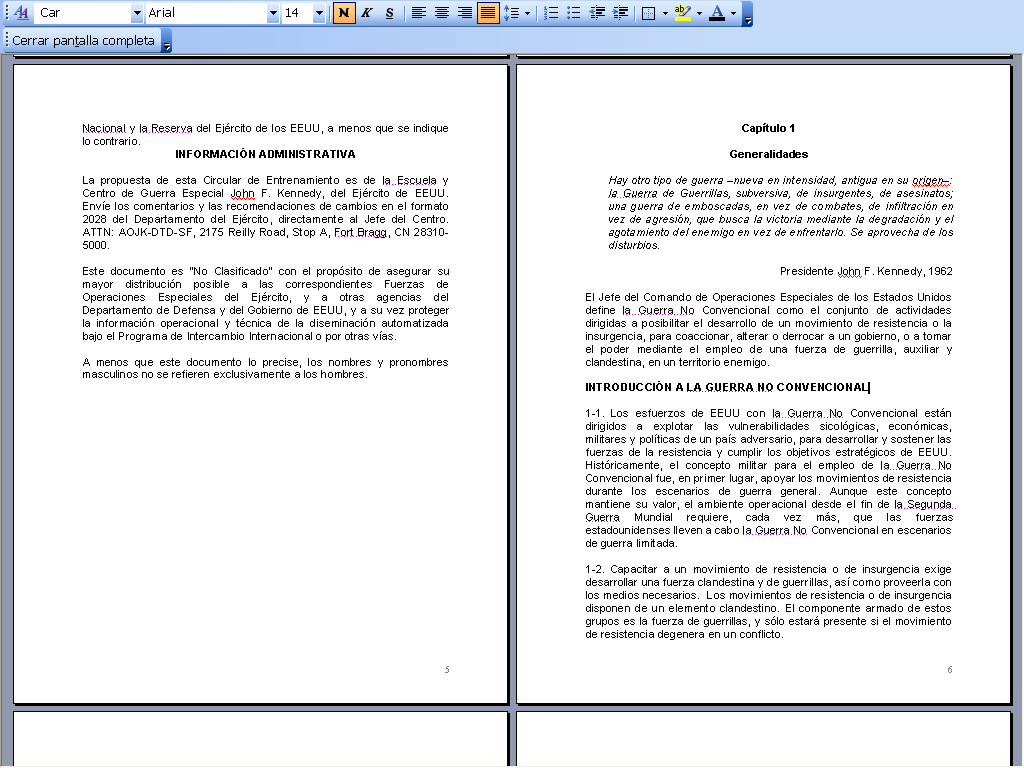 Car
Arial
14
N K S
Cerrar pantalla completa
Nacional y la Reserva del Ejército de los EEUU, a menos que se indique
lo contrario.
INFORMACIÓN ADMINISTRATIVA
La propuesta de esta Circular de Entrenamiento es de la Escuela y
Centro de Guerra Especial John F. Kennedy, del Ejército de EEUU.
Envíe los comentarios y las recomendaciones de cambios en el formato
2028 del Departamento del Ejército, directamente al Jefe del Centro.
ATTN: AOJK-DTD-SF, 2175 Reilly Road, Stop A, Fort Bragg, CN 28310-
5000.
Este documento es "No Clasificado" con el propósito de asegurar su
mayor distribución posible a las correspondientes Fuerzas de
Operaciones Especiales del Ejército, y a otras agencias del
Departamento de Defensa y del Gobierno de EEUU, y a su vez proteger
la información operacional y técnica de la diseminación automatizada
bajo el Programa de Intercambio Internacional o por otras vías.
A menos que este documento lo precise, los nombres y pronombres
masculinos no se refieren exclusivamente a los hombres.
5
Capítulo 1
Generalidades
Hay otro tipo de guerra –nueva en intensidad, antigua en su origen–:
la Guerra de Guerrillas, subversiva, de insurgentes, de asesinatos;
una guerra de emboscadas, en vez de combates, de infiltración en
vez de agresión, que busca la victoria mediante la degradación y el
agotamiento del enemigo en vez de enfrentarlo. Se aprovecha de los
disturbios.
Presidente John F. Kennedy, 1962
El Jefe del Comando de Operaciones Especiales de los Estados Unidos
define la Guerra No Convencional como el conjunto de actividades
dirigidas a posibilitar el desarrollo de un movimiento de resistencia o la
insurgencia, para coaccionar, alterar o derrocar a un gobierno, o a tomar
el poder mediante el empleo de una fuerza de guerrilla, auxiliar y
clandestina, en un territorio enemigo.
INTRODUCCIÓN A LA GUERRA NO CONVENCIONAL
1-1. Los esfuerzos de EEUU con la Guerra No Convencional están
dirigidos a explotar las vulnerabilidades sicológicas, económicas,
militares y políticas de un país adversario, para desarrollar y sostener las
fuerzas de la resistencia y cumplir los objetivos estratégicos de EEUU.
Históricamente, el concepto militar para el empleo de la Guerra No
Convencional fue, en primer lugar, apoyar los movimientos de resistencia
durante los escenarios de guerra general. Aunque este concepto
mantiene su valor, el ambiente operacional desde el fin de la Segunda
Guerra Mundial requiere, cada vez más, que las fuerzas
estadounidenses lleven a cabo la Guerra No Convencional en escenarios
de guerra limitada.
1-2. Capacitar a un movimiento de resistencia o de insurgencia exige
desarrollar una fuerza clandestina y de guerrillas, así como proveerla con
los medios necesarios. Los movimientos de resistencia o de insurgencia
disponen de un elemento clandestino. El componente armado de estos
grupos es la fuerza de guerrillas, y sólo estará presente si el movimiento
de resistencia degenera en un conflicto.
6